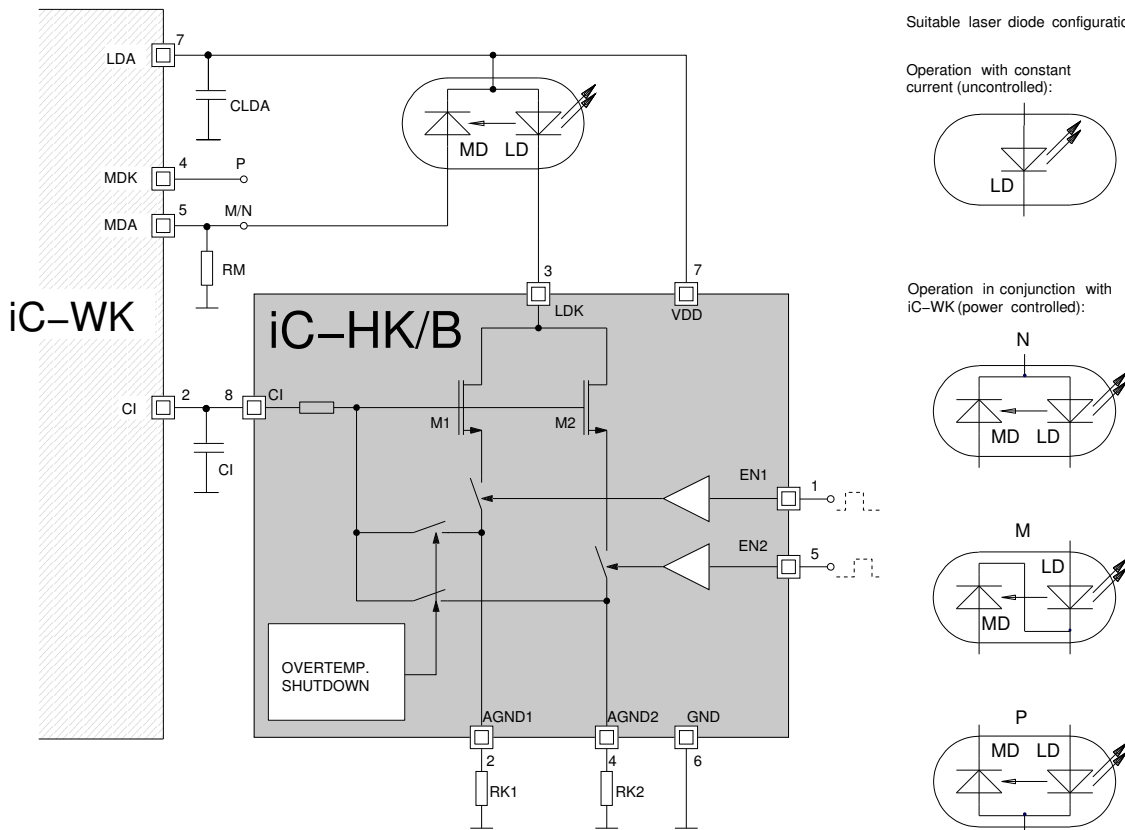 Suitable laser diode configuratio
7
LDA
CLDA
Operation with constant
current (uncontrolled):
MD LD
LD
4
P
MDK
5
M/N
MDA
RM
3
7
LDK
VDD
Operation in conjunction with
iC–WK (power controlled):
iC–WK
iC–HK/B
N
MD LD
2
8
CI
CI
CI
M1
M2
EN1
1
EN2
5
M
LD
MD
OVERTEMP.
SHUTDOWN
AGND1
AGND2
GND
P
MD LD
2
4
6
RK1
RK2